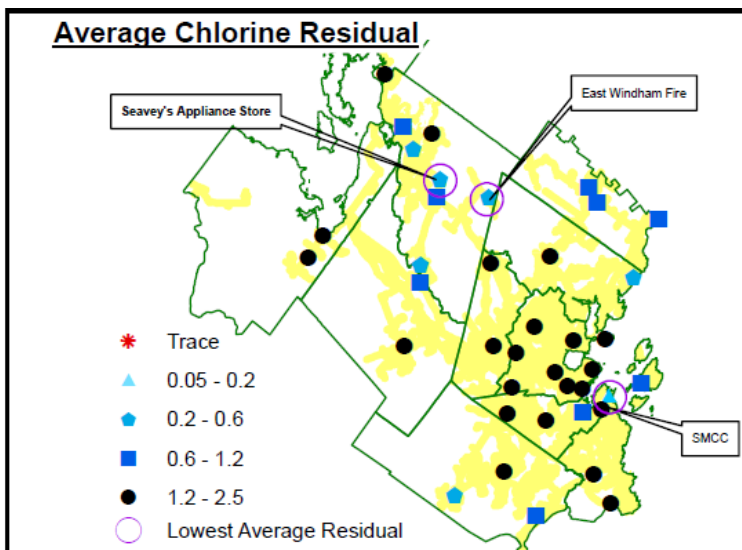 Average Chlorine Residual
East Windham Fire
Seavey's Appliance Store
Trace
0.05 - 0.2
0.2 - 0.6
0.6 - 1.2
SMCC
1.2 - 2.5
Lowest Average Residual